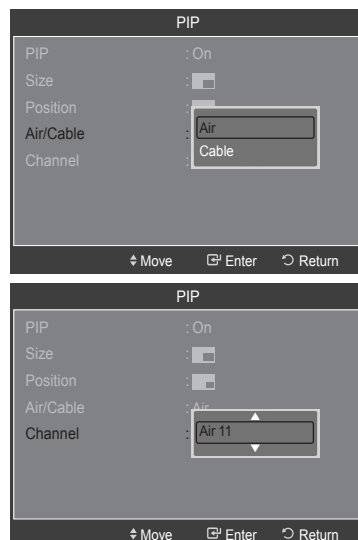 PIP
PIP : On
Size :
Position :
Air/Cable : Air
Cable
Channel :
Move Enter Return
PIP
PIP : On
Size :
Position :
Air/Cable : Air
Channel : Air 11
Move Enter Return